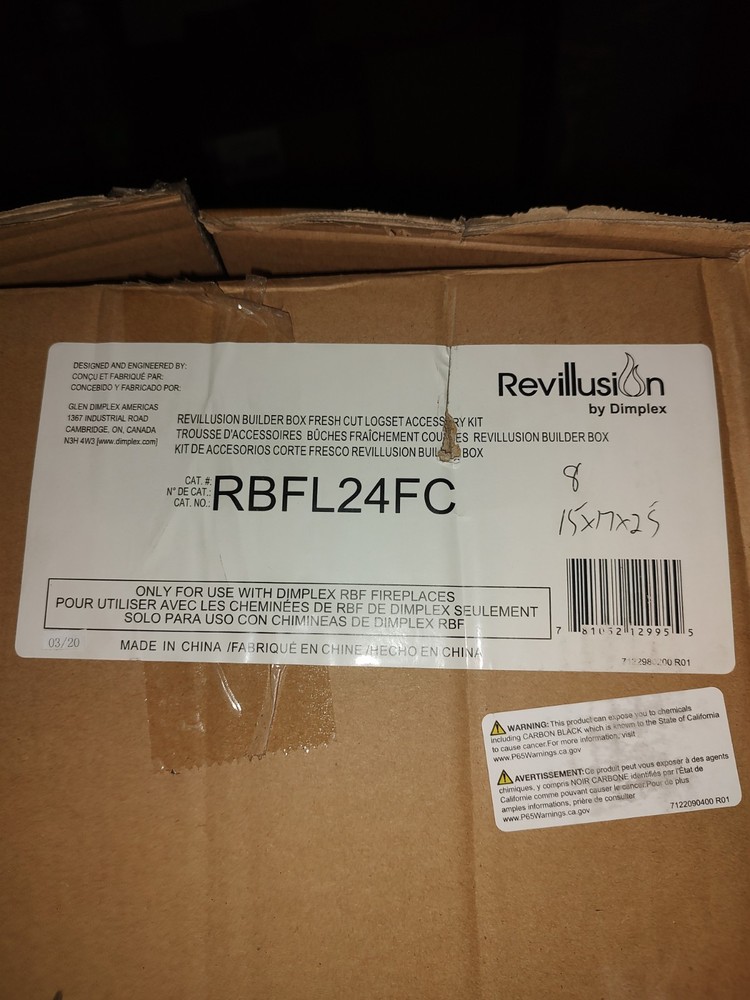 DESIGNED AND ENGINEERED BY:
CONÇU ET FABRIQUÉ PAR:
CONCEBIDO Y FABRICADO POR:
GLEN DIMPLEX AMERICAS
1367 INDUSTRIAL ROAD
CAMBRIDGE, ON, CANADA
N3H 4W3 [www.dimplex.com]
Revillusion
by Dimplex
REVILLUSION BUILDER BOX FRESH CUT LOGSET KIT
TROUSSE D'ACCESSOIRES BÛCHES FRAÎCHEMENT REVILLUSION BUILDER BOX
KIT DE ACCESORIOS CORTE FRESCO REVILLUSION BOX
CAT. #:
N° DE CAT.:
CAT. NO.:
RBFL24FC
8
15x17x25
ONLY FOR USE WITH DIMPLEX RBF FIREPLACES
POUR UTILISER AVEC LES CHEMINÉES DE RBF DE DIMPLEX SEULEMENT
SOLO PARA USO CON CHIMINEAS DE DIMPLEX RBF
03/20
MADE IN CHINA /FABRIQUÉ EN CHINE /HECHO EN CHINA
7 81052 12995 5
R01
WARNING: This product can expose you to chemicals
including CARBON BLACK which is known to the State of California
to cause cancer.For more information, visit
www.P65Warnings.ca.gov
AVERTISSEMENT: Ce produit peut vous exposer à des agents
chimiques, y compris NOIR CARBONE identifiés par l'État de
Californie comme pouvant causer le cancer.Pour de plus
amples informations, prière de consulter
www.P65Warnings.ca.gov
7122090400 R01